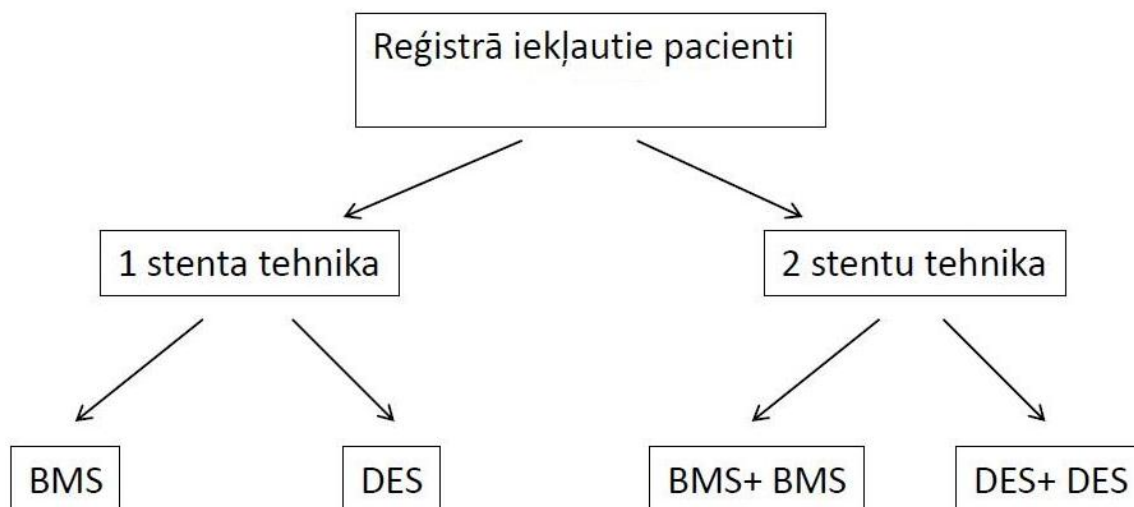 Reģistrā iekļautie pacienti
1 stenta tehnika
2 stentu tehnika
BMS
DES
BMS+ BMS
DES+ DES